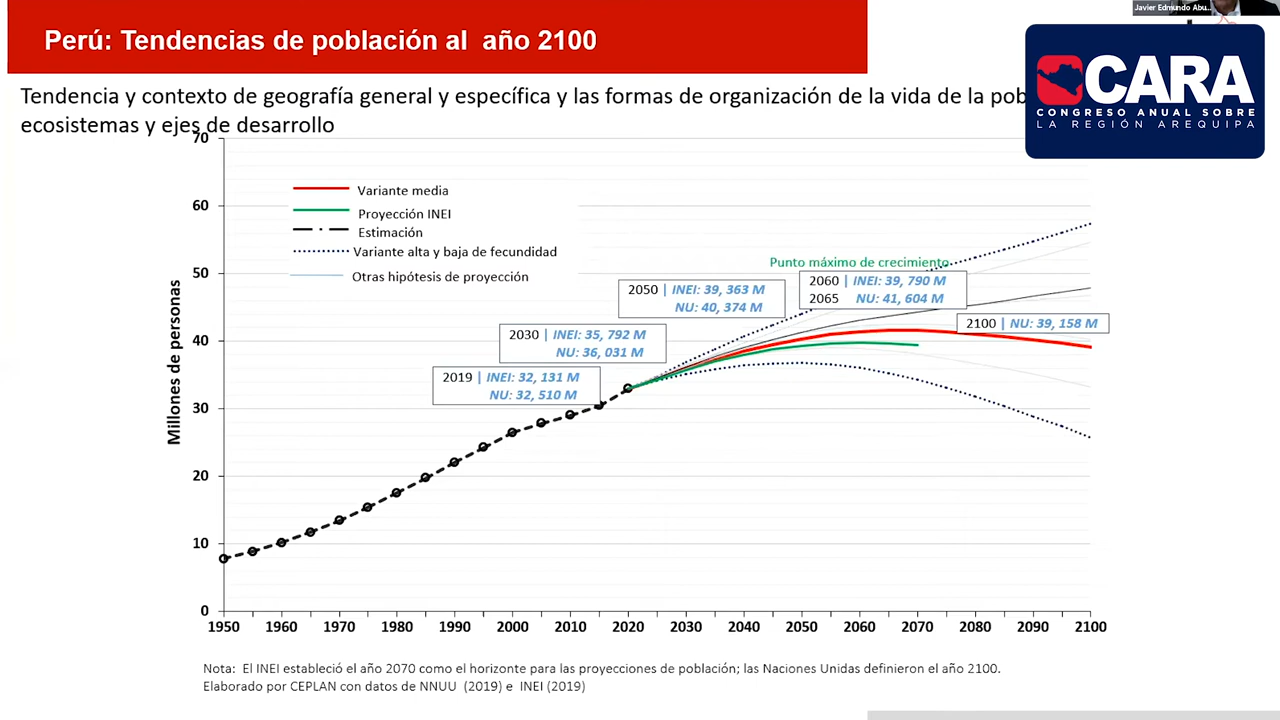 Javier Edmundo Abu...
Perú: Tendencias de población al año 2100
CARA
CONGRESO ANUAL SOBRE
LA REGIÓN AREQUIPA
Tendencia y contexto de geografía general y específica y las formas de organización de la vida de la
ecosistemas y ejes de desarrollo
70
60
50
40
30
20
10
0
Millones de personas
Variante media
Proyección INEI
Estimación
Variante alta y baja de fecundidad
Otras hipótesis de proyección
Punto máximo de crecimiento
2060 | INEI: 39, 790 M
2065 NU: 41, 604 M
2050 | INEI: 39, 363 M
NU: 40, 374 M
2100 | NU: 39, 158 M
2030 | INEI: 35, 792 M
NU: 36, 031 M
2019 | INEI: 32, 131 M
NU: 32, 510 M
1950 1960 1970 1980 1990 2000 2010 2020 2030 2040 2050 2060 2070 2080 2090 2100
Nota: El INEI estableció el año 2070 como el horizonte para las proyecciones de población; las Naciones Unidas definieron el año 2100.
Elaborado por CEPLAN con datos de NNUU (2019) e INEI (2019)